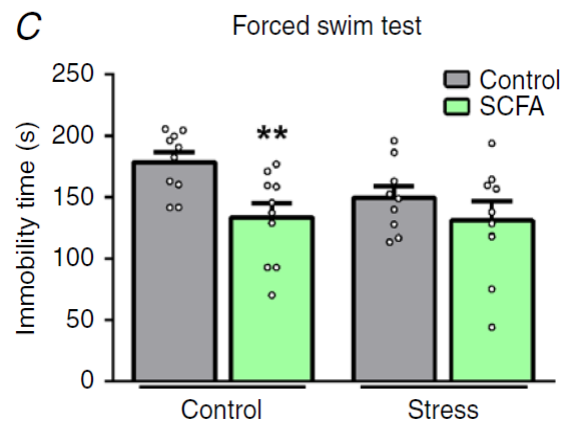 C
Forced swim test
Control
SCFA
Immobility time (s)
250
200
150
100
50
0
**
Control
Stress